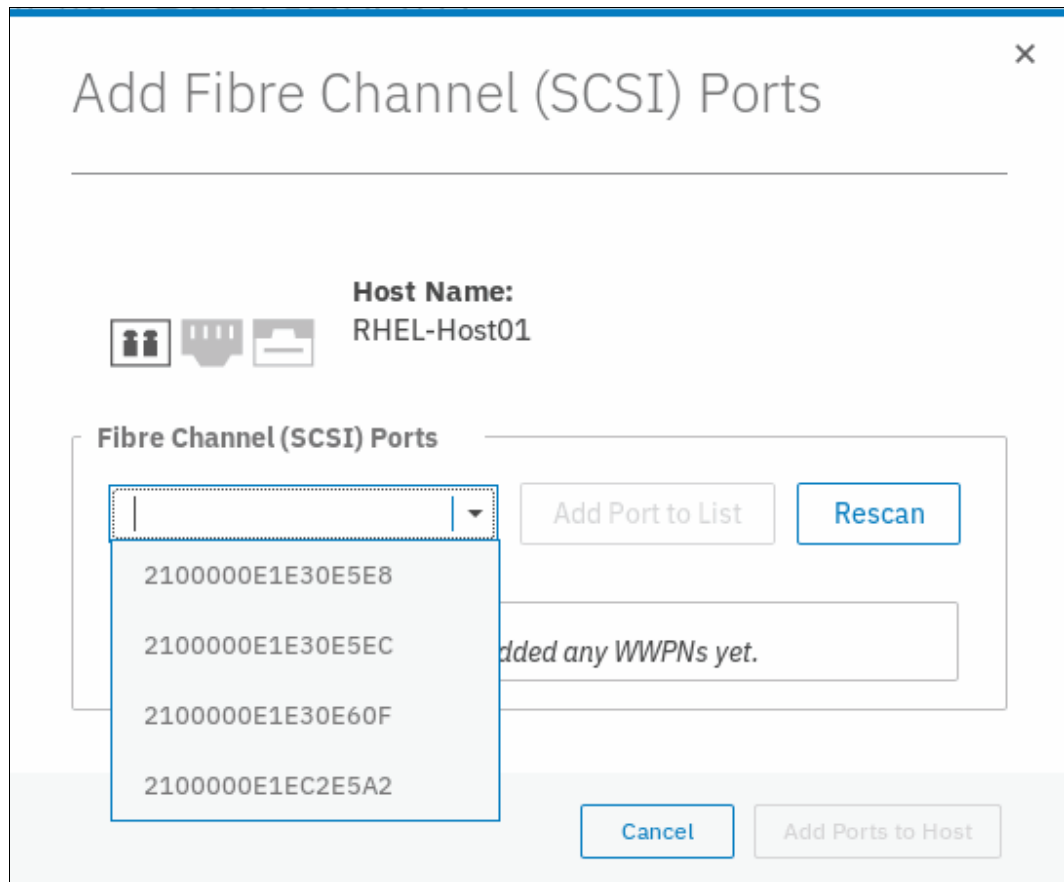 Add Fibre Channel (SCSI) Ports
Host Name:
RHEL-Host01
Fibre Channel (SCSI) Ports
Add Port to List
Rescan
2100000E1E30E5E8
2100000E1E30E5EC
added any WWPNs yet.
2100000E1E30E60F
2100000E1EC2E5A2
Cancel
Add Ports to Host